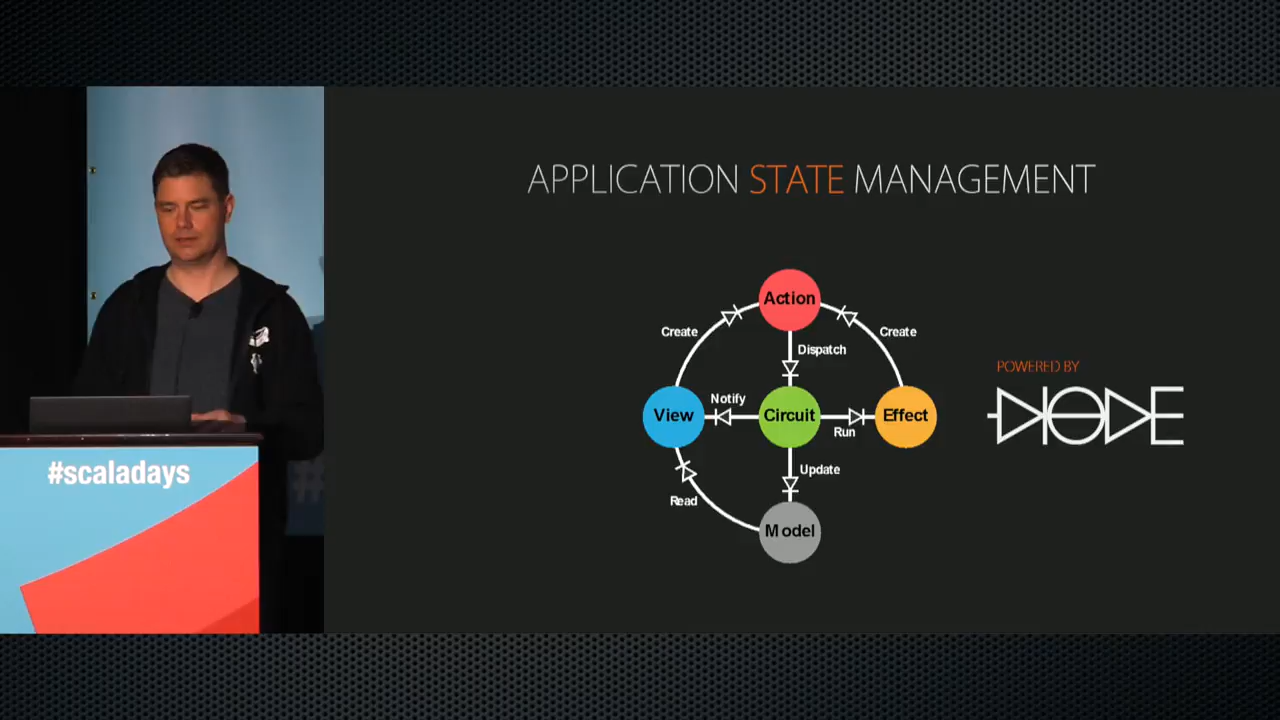 APPLICATION STATE MANAGEMENT
Action
Create
Create
Dispatch
POWERED BY
DIODE
View
Notify
Circuit
Run
Effect
Update
Read
Model
#scaladays